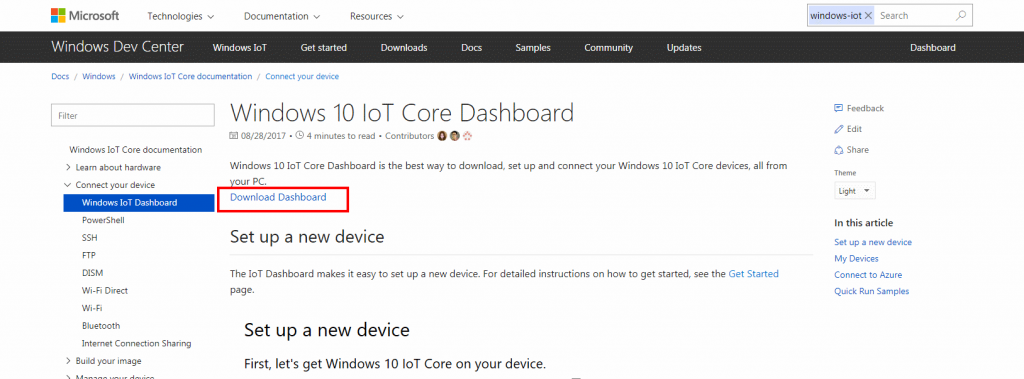 Microsoft Technologies Documentation Resources windows-iot Search
Windows Dev Center Windows IoT Get started Downloads Docs Samples Community Updates Dashboard
Docs / Windows / Windows IoT Core documentation / Connect your device
Filter
Windows IoT Core documentation
Learn about hardware
Connect your device
Windows IoT Dashboard
PowerShell
SSH
FTP
DISM
Wi-Fi Direct
Wi-Fi
Bluetooth
Internet Connection Sharing
Build your image
Manage your device
Windows 10 IoT Core Dashboard
08/28/2017 • 4 minutes to read • Contributors
Windows 10 IoT Core Dashboard is the best way to download, set up and connect your Windows 10 IoT Core devices, all from
your PC.
Download Dashboard
Set up a new device
The IoT Dashboard makes it easy to set up a new device. For detailed instructions on how to get started, see the Get Started
page.
Set up a new device
First, let's get Windows 10 IoT Core on your device.
Feedback
Edit
Share
Theme
Light
In this article
Set up a new device
My Devices
Connect to Azure
Quick Run Samples